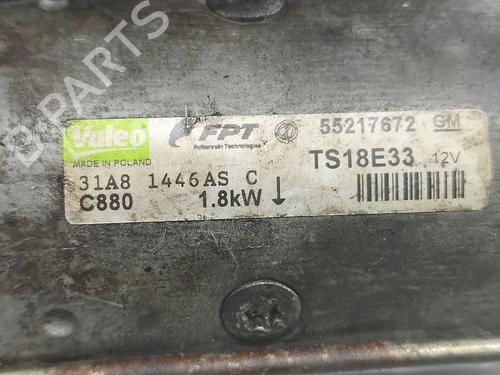 B-PARTS
Valeo
MADE IN POLAND
FPT
Powertrain Technologies
55217672 GM
TS18E33 12V
31A8 1446AS C
C880 1.8kW